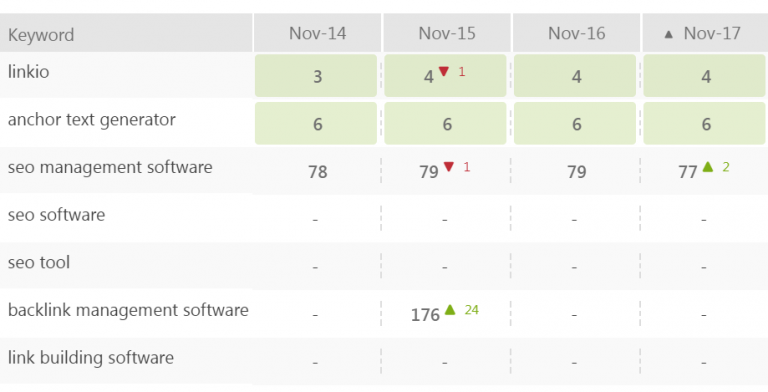 Keyword Nov-14 Nov-15 Nov-16 ▲ Nov-17
linkio 3 4 ▼ 1 4 4
anchor text generator 6 6 6 6
seo management software 78 79 ▼ 1 79 77 ▲ 2
seo software - - - -
seo tool - - - -
backlink management software - 176 ▲ 24 - -
link building software - - - -